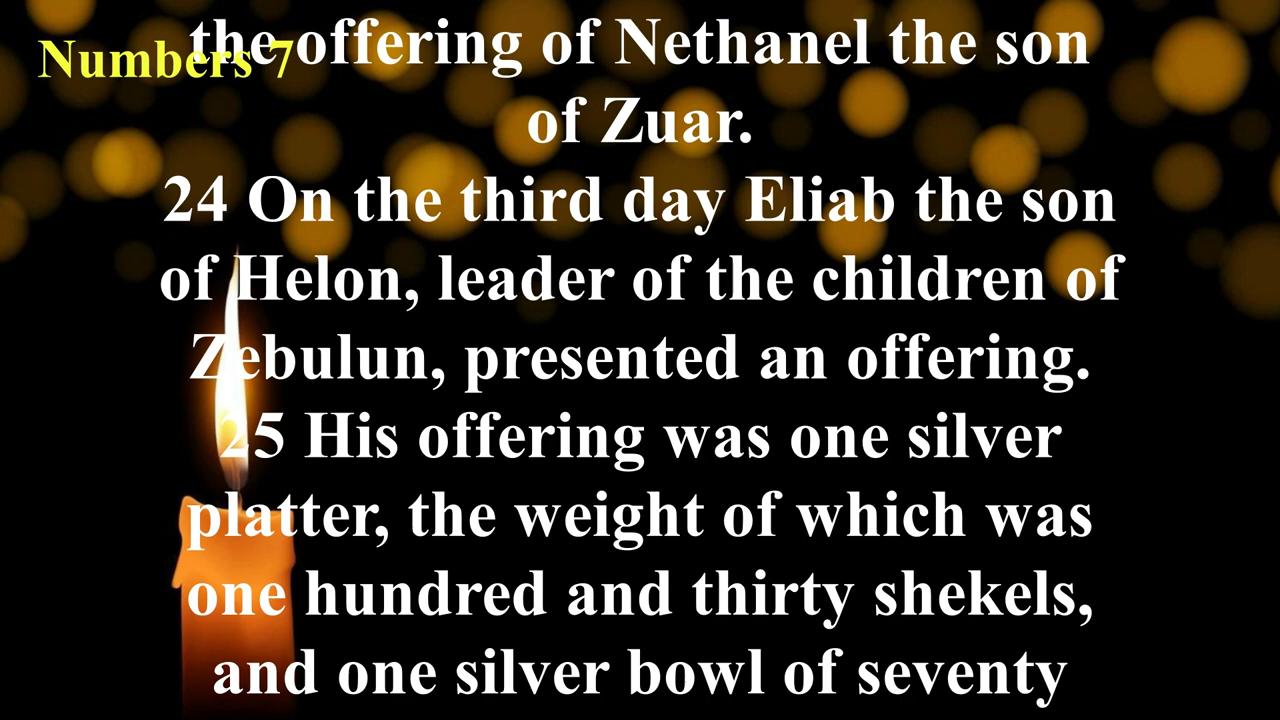 Numbers 7
the offering of Nethanel the son
of Zuar.
24 On the third day Eliab the son
of Helon, leader of the children of
Zebulun, presented an offering.
25 His offering was one silver
platter, the weight of which was
one hundred and thirty shekels,
and one silver bowl of seventy